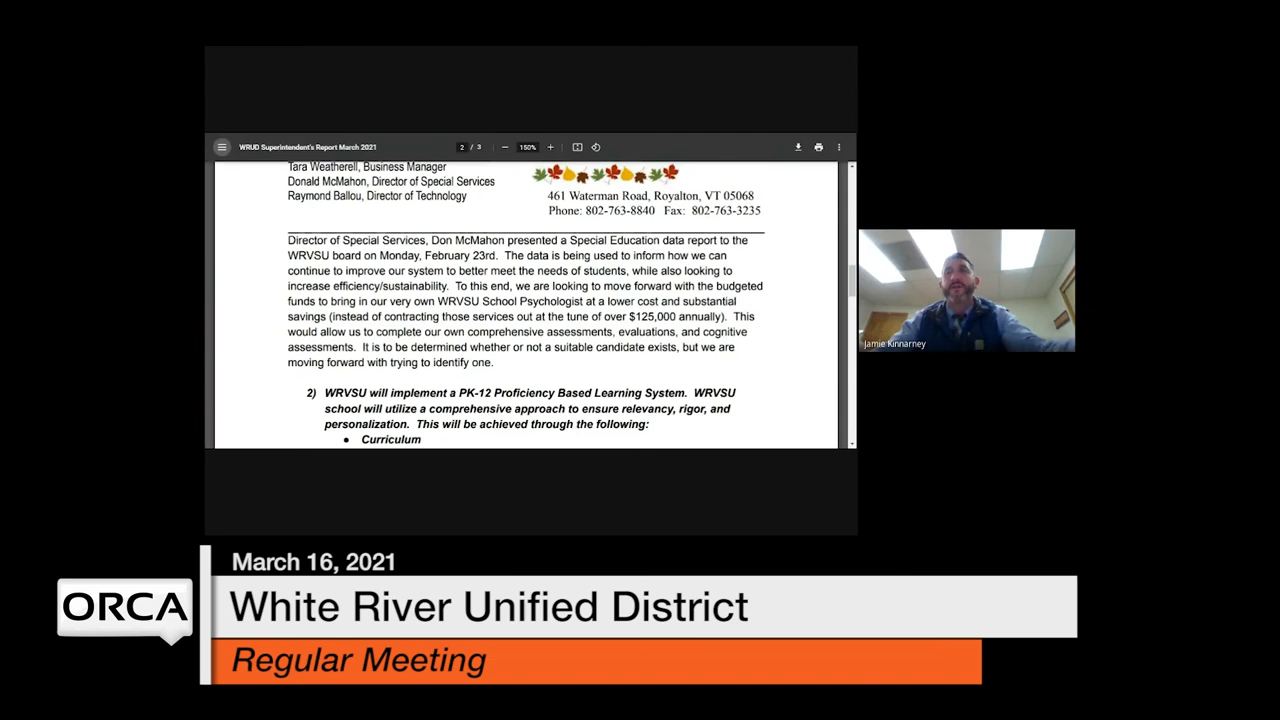 WRUD Superintendent's Report March 2021
2 / 3
150%
Tara Weatherell, Business Manager
Donald McMahon, Director of Special Services
Raymond Ballou, Director of Technology
461 Waterman Road, Royalton, VT 05068
Phone: 802-763-8840 Fax: 802-763-3235
Director of Special Services, Don McMahon presented a Special Education data report to the
WRVSU board on Monday, February 23rd. The data is being used to inform how we can
continue to improve our system to better meet the needs of students, while also looking to
increase efficiency/sustainability. To this end, we are looking to move forward with the budgeted
funds to bring in our very own WRVSU School Psychologist at a lower cost and substantial
savings (instead of contracting those services out at the tune of over $125,000 annually). This
would allow us to complete our own comprehensive assessments, evaluations, and cognitive
assessments. It is to be determined whether or not a suitable candidate exists, but we are
moving forward with trying to identify one.
2) WRVSU will implement a PK-12 Proficiency Based Learning System. WRVSU
school will utilize a comprehensive approach to ensure relevancy, rigor, and
personalization. This will be achieved through the following:
● Curriculum
Jamie Kinnarney
March 16, 2021
ORCA
White River Unified District
Regular Meeting